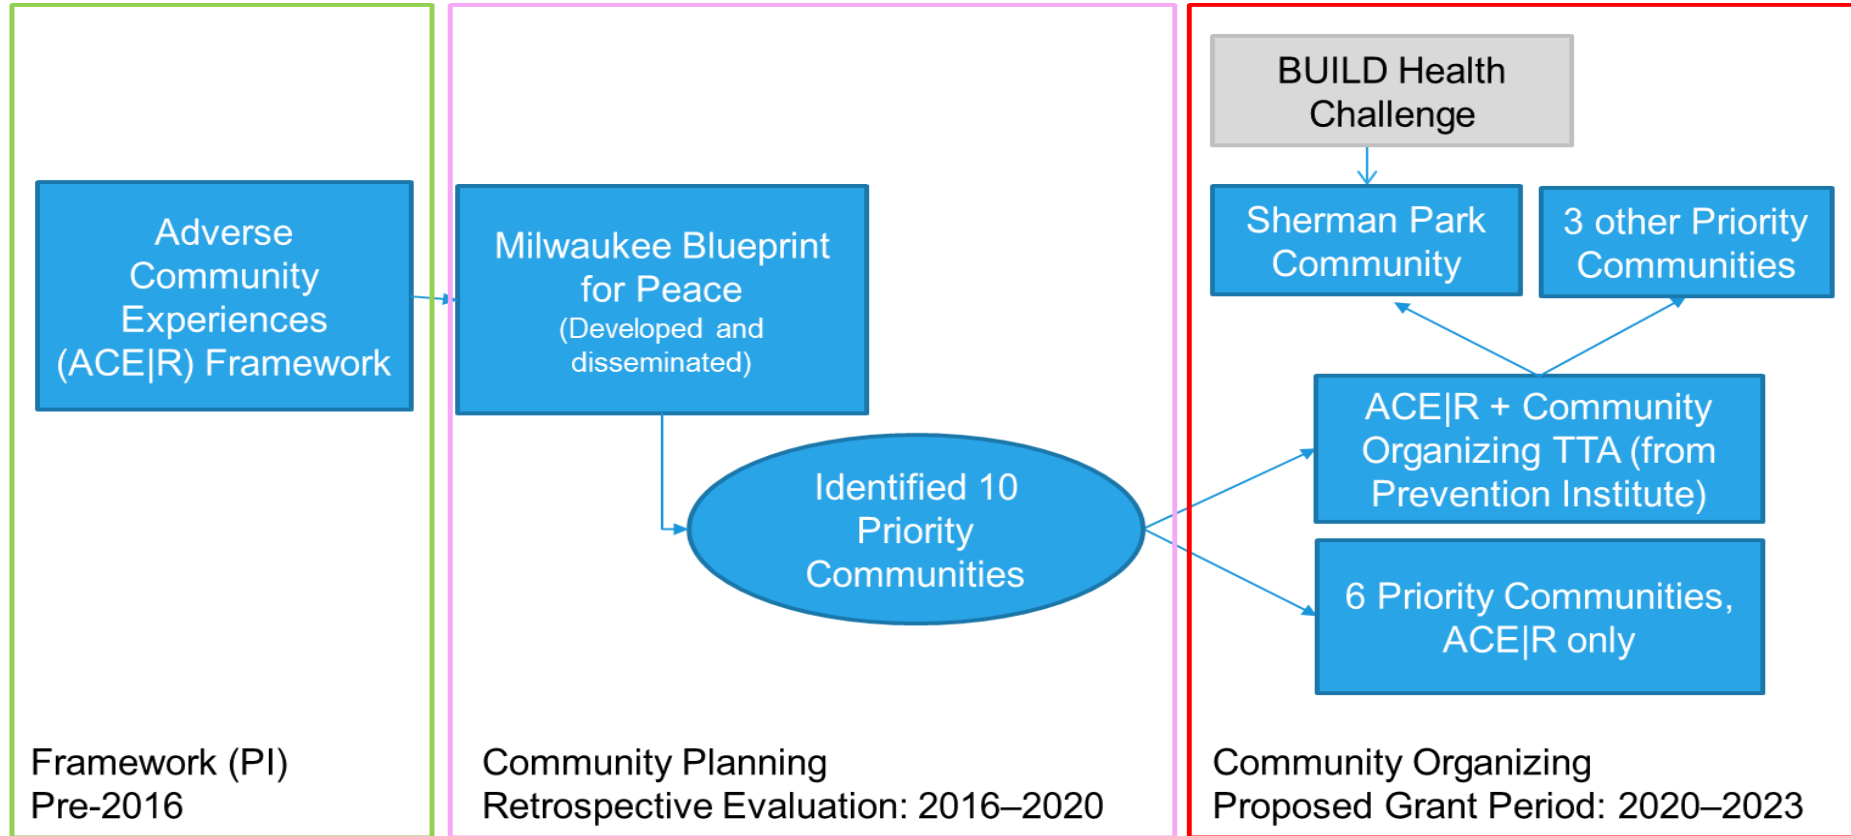 Adverse
Community
Experiences
(ACE|R) Framework
Framework (PI)
Pre-2016
Milwaukee Blueprint
for Peace
(Developed and
disseminated)
Identified 10
Priority
Communities
Community Planning
Retrospective Evaluation: 2016–2020
BUILD Health
Challenge
Sherman Park
Community
3 other Priority
Communities
ACE|R + Community
Organizing TTA (from
Prevention Institute)
6 Priority Communities,
ACE|R only
Community Organizing
Proposed Grant Period: 2020–2023